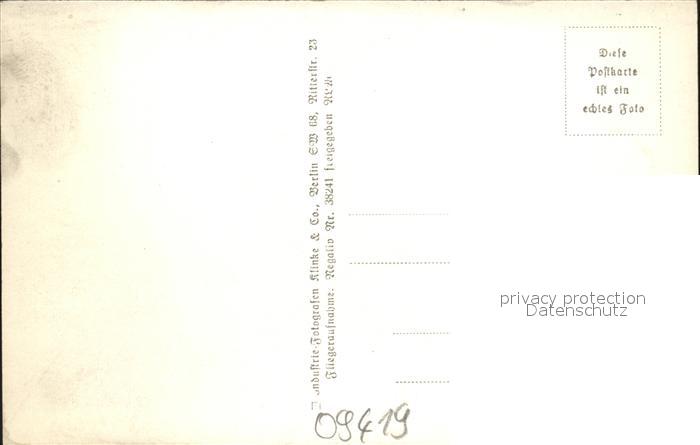 Diese
Postkarte
ist ein
echtes Foto
Industrie-Fotografen Klinke & Co., Berlin SW 68, Ritterstr. 23
Fliegeraufnahme: Negativ Nr. 38241 freigegeben RLM
privacy protection
Datenschutz
09419